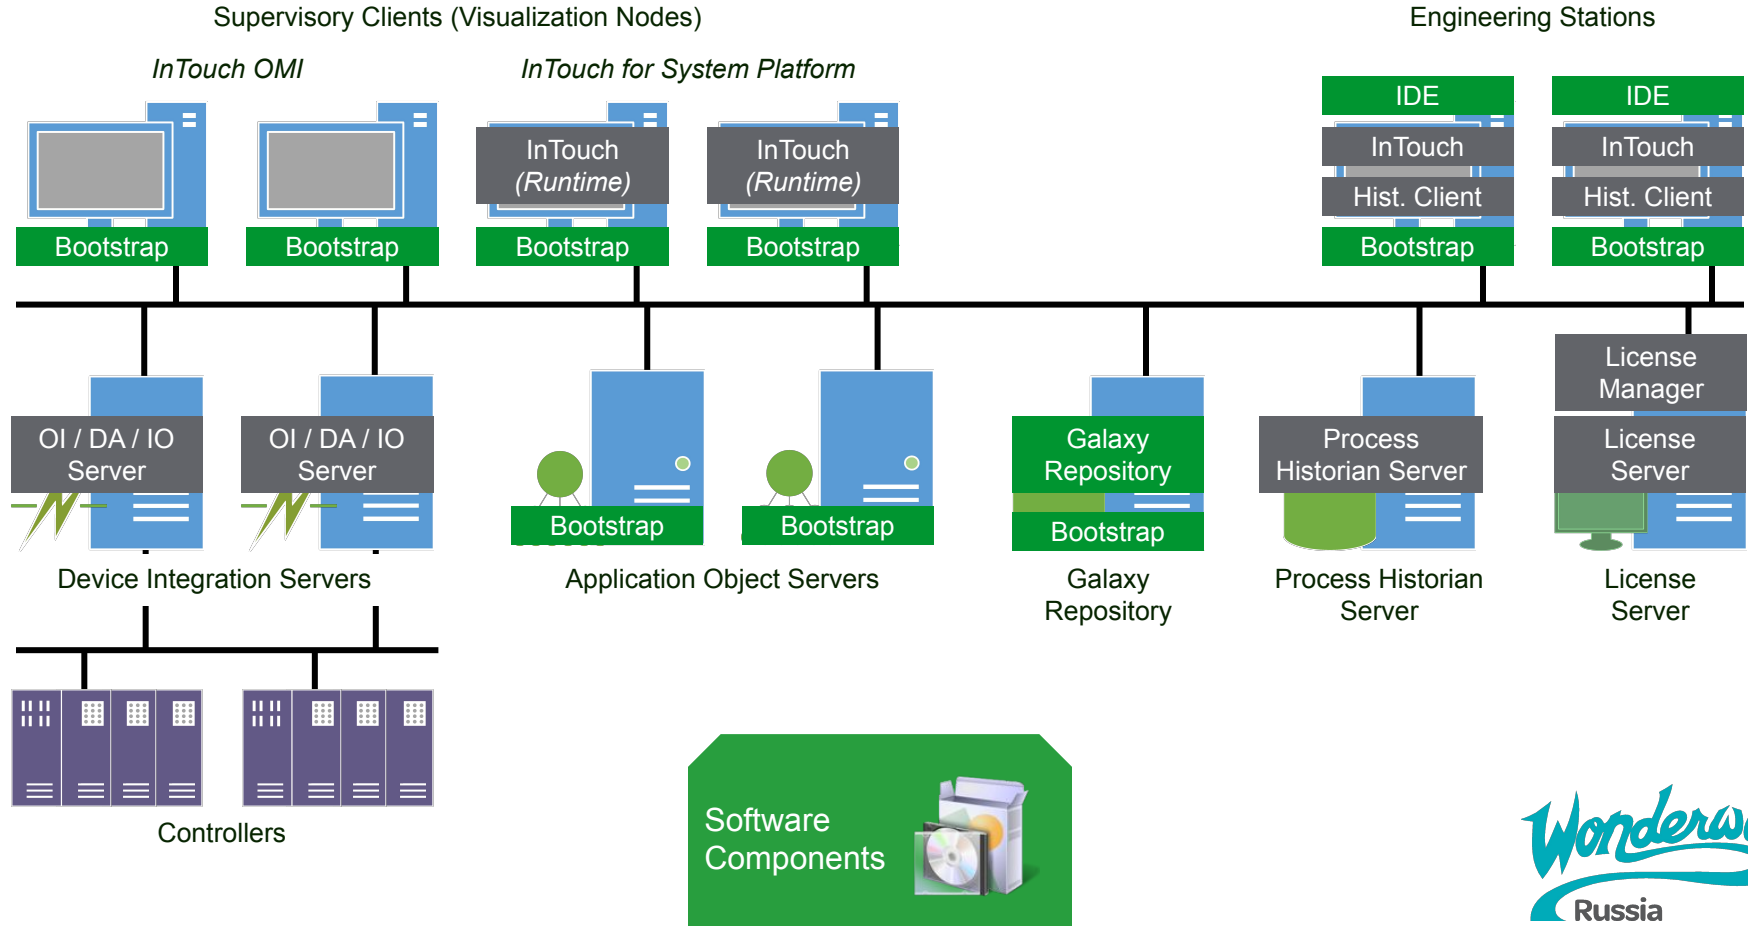 Supervisory Clients (Visualization Nodes)
Engineering Stations
InTouch OMI
InTouch for System Platform
IDE
IDE
InTouch
(Runtime)
InTouch
(Runtime)
InTouch
InTouch
Hist. Client
Hist. Client
Bootstrap
Bootstrap
Bootstrap
Bootstrap
Bootstrap
Bootstrap
OI / DA / IO
Server
OI / DA / IO
Server
Bootstrap
Bootstrap
Galaxy
Repository
Bootstrap
Process
Historian Server
License
Manager
License
Server
Device Integration Servers
Application Object Servers
Galaxy
Repository
Process Historian
Server
License
Server
Controllers
Software
Components
Russia